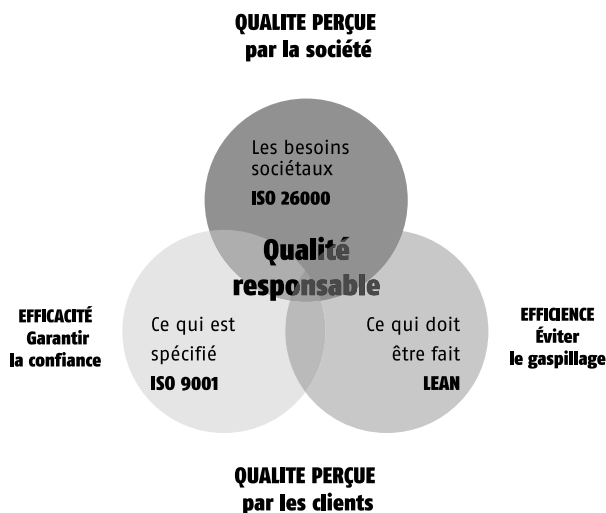 QUALITE PERÇUE
par la société
Les besoins
sociétaux
ISO 26000
Qualité
responsable
EFFICACITÉ
Garantir
la confiance
Ce qui est
spécifié
ISO 9001
Ce qui doit
être fait
LEAN
EFFICIENCE
Éviter
le gaspillage
QUALITE PERÇUE
par les clients